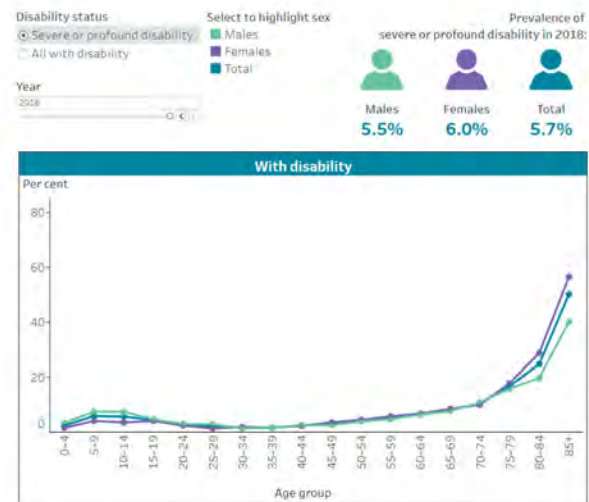 Disability status
Severe or profound disability
All with disability
Year
2018
Select to highlight sex
Males
Females
Total
Prevalence of
severe or profound disability in 2018:
Males
Females
Total
5.5%
6.0%
5.7%
With disability
Per cent
80
60
40
20
0
0-4
5-9
10-14
15-19
20-24
25-29
30-34
35-39
40-44
45-49
50-54
55-59
60-64
65-69
70-74
75-79
80-84
85+
Age group